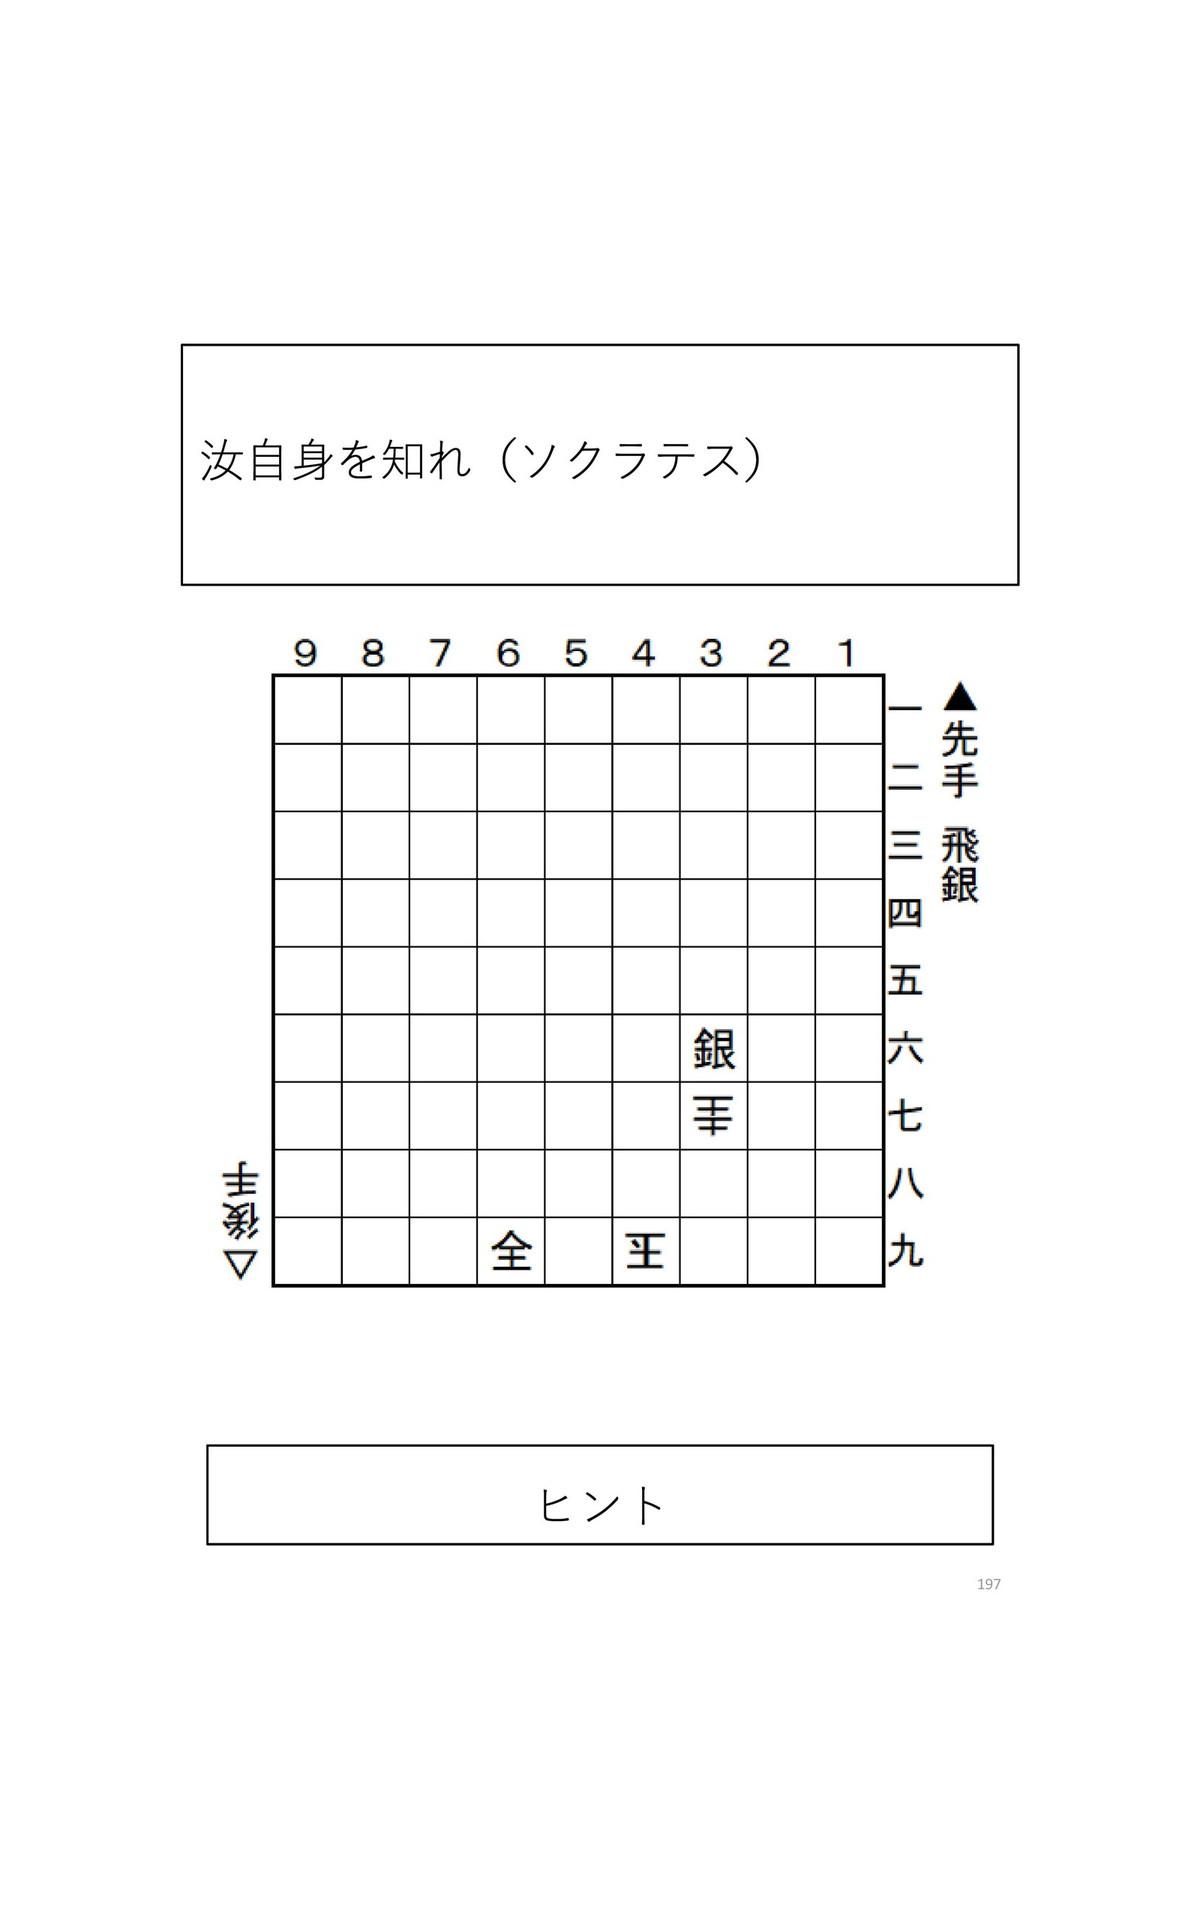 汝自身を知れ（ソクラテス）
9 8 7 6 5 4 3 2 1
一
二
三
四
五
六
七
八
九
▲先手 飛銀
銀
圭
全 玉
△後手
ヒント
197